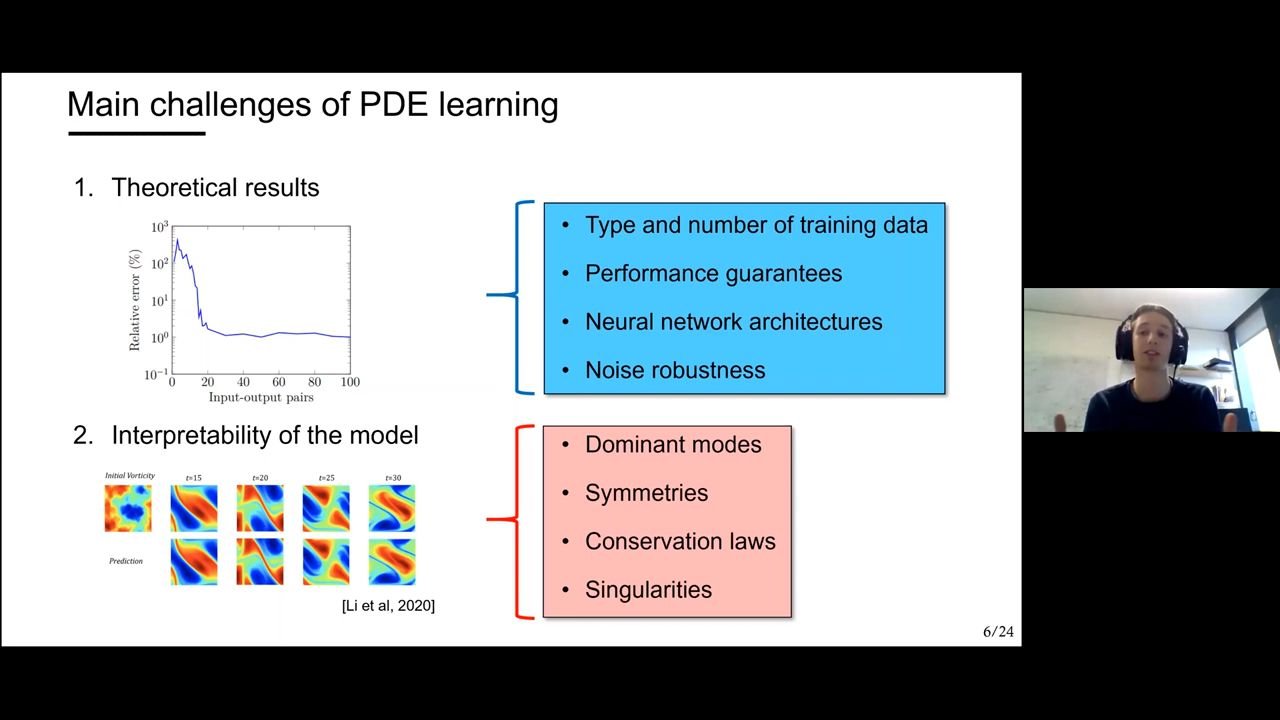 Main challenges of PDE learning
1. Theoretical results
10³
10²
10¹
10⁰
10⁻¹
Relative error (%)
0 20 40 60 80 100
Input-output pairs
• Type and number of training data
• Performance guarantees
• Neural network architectures
• Noise robustness
2. Interpretability of the model
Initial Vorticity t=15 t=20 t=25 t=30
Prediction
[Li et al, 2020]
• Dominant modes
• Symmetries
• Conservation laws
• Singularities
6/24